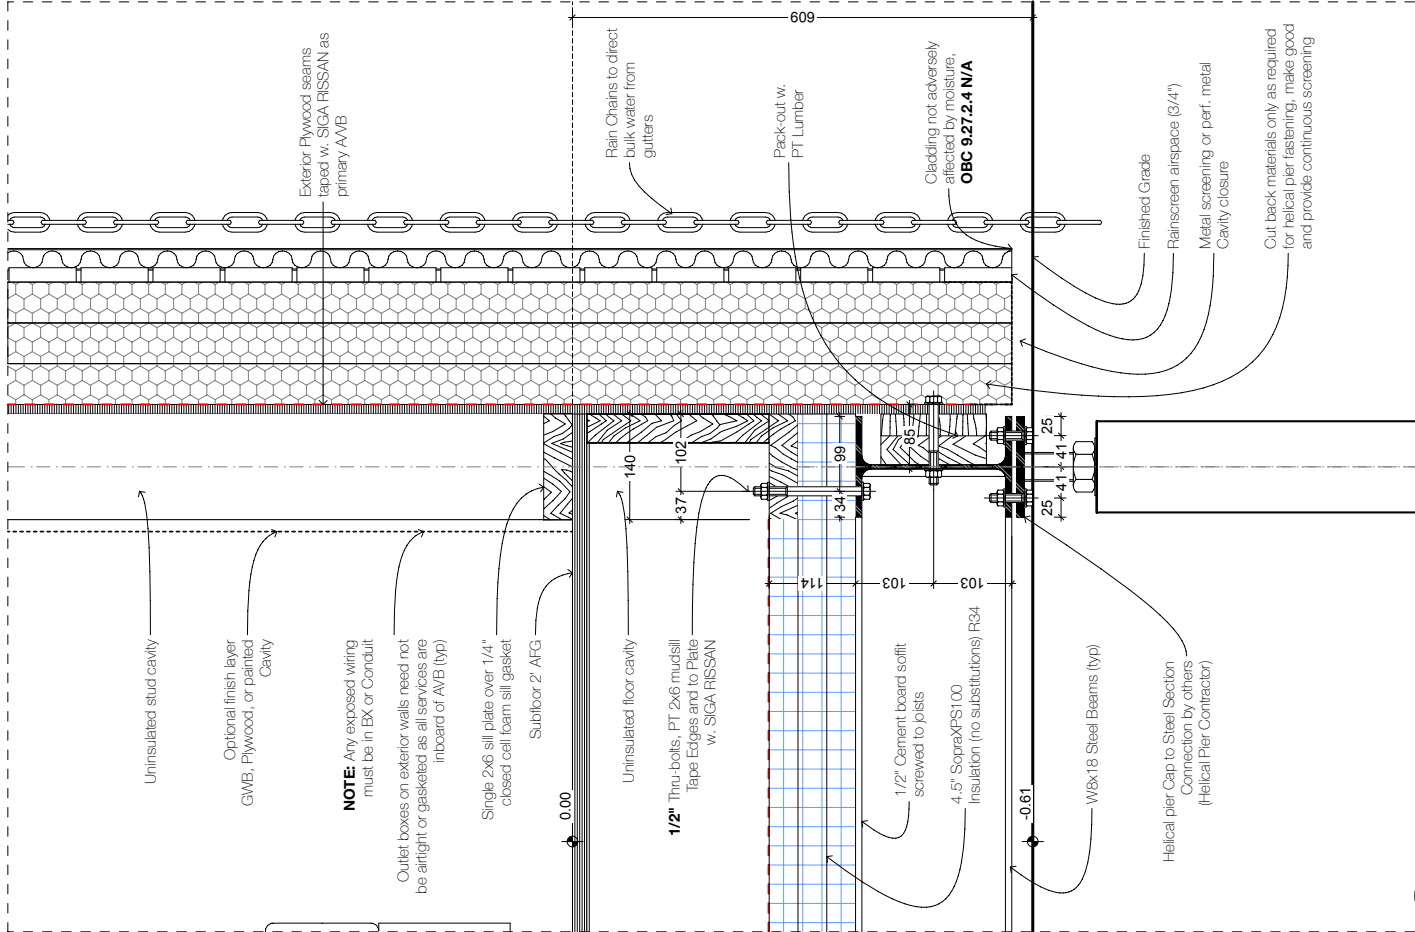 Exterior Plywood seams
taped w. SIGA RISSAN as
primary AVB
Rain Chains to direct
bulk water from
gutters
Pack-out w.
PT Lumber
Cladding not adversely
affected by moisture,
OBC 9.27.2.4 N/A
Finished Grade
Rainscreen airspace (3/4")
Metal screening or perf. metal
Cavity closure
Cut back materials only as required
for helical pier fastening, make good
and provide continuous screening
609
140
102
37
99
34
85
25
41
41
25
114
103
103
Uninsulated stud cavity
Optional finish layer
GWB, Plywood, or painted
Cavity
NOTE: Any exposed wiring
must be in BX or Conduit
Outlet boxes on exterior walls need not
be airtight or gasketed as all services are
inboard of AVB (typ)
Single 2x6 sill plate over 1/4"
closed cell foam sill gasket
Subfloor 2' AFG
0.00
Uninsulated floor cavity
1/2" Thru-bolts, PT 2x6 mudsill
Tape Edges and to Plate
w. SIGA RISSAN
1/2" Cement board soffit
screwed to joists
4.5" SopraXPS100
Insulation (no substitutions) R34
-0.61
W8x18 Steel Beams (typ)
Helical pier Cap to Steel Section
Connection by others
(Helical Pier Contractor)